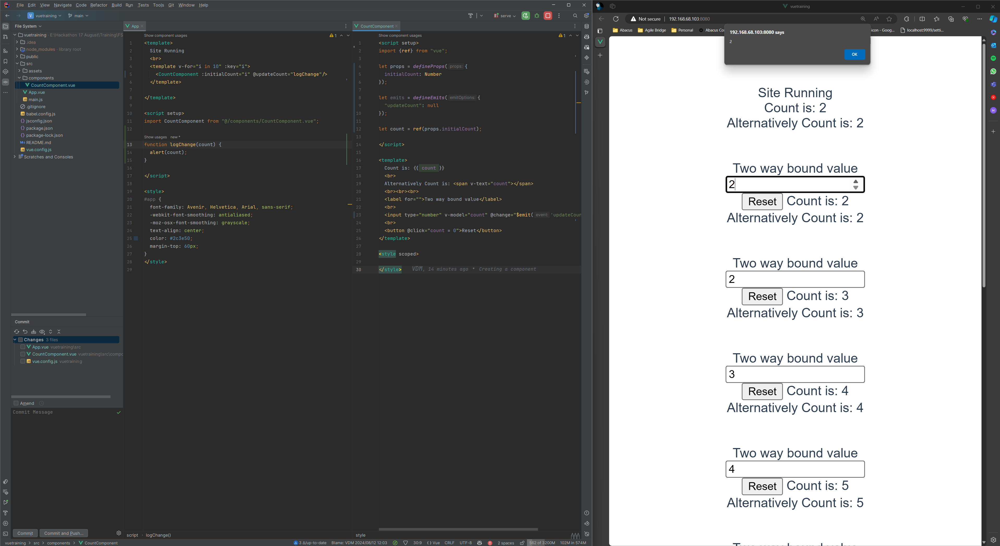 File Edit View Navigate Code Refactor Build Run Tests Tools Git Window Help
V vuetraining main serve
File System
vuetraining E:\Hackathon 17 August\Training\FS
.idea
node_modules library root
public
src
assets
components
CountComponent.vue
App.vue
main.js
.gitignore
babel.config.js
jsconfig.json
package.json
package-lock.json
README.md
vue.config.js
Scratches and Consoles
Commit
Changes 3 files
App.vue vuetraining\src
CountComponent.vue vuetraining\src\compo
vue.config.js vuetraining
Amend
Commit Message
Commit Commit and Push...
App
Show component usages 1
1 <template>
2 Site Running
3 <br>
4 <template v-for="i in 10" :key="i">
5 <CountComponent :initialCount="i" @updateCount="logChange"/>
6 </template>
7
8 </template>
9
10 <script setup>
11 import CountComponent from "@/components/CountComponent.vue";
12
Show usages new *
13 function logChange(count) {
14 alert(count);
15 }
16
17 </script>
18
19 <style>
20 #app {
21 font-family: Avenir, Helvetica, Arial, sans-serif;
22 -webkit-font-smoothing: antialiased;
23 -moz-osx-font-smoothing: grayscale;
24 text-align: center;
25 color: #2c3e50;
26 margin-top: 60px;
27 }
28 </style>
29
script logChange()
CountComponent
Show component usages 1
1 <script setup>
2 import {ref} from "vue";
3
4 let props = defineProps( props: {
5 initialCount: Number
6 });
7
8 let emits = defineEmits( emitOptions: {
9 "updateCount": null
10 });
11
12 let count = ref(props.initialCount);
13
14 </script>
15
16 <template>
17 Count is: {{ count }}
18 <br>
19 Alternatively Count is: <span v-text="count"></span>
20 <br><br><br>
21 <label for="">Two way bound value</label>
22 <br>
23 <input type="number" v-model="count" @change="$emit( event: 'updateCoun
24 <br>
25 <button @click="count = 0">Reset</button>
26 </template>
27
28 <style scoped>
29
30 </style> VDM, 14 minutes ago * Creating a component
style
vuetraining > src > components > CountComponent
3 Δ/up-to-date Blame: VDM 2024/08/12 12:03 30:9 {} Vue CRLF UTF-8 2 spaces 562 of 3200M 102M in 574M
vuetraining
Not secure 192.168.68.103:8080
Abacus Agile Bridge Personal Abacus Co icon - Goog... localhost:9999/setti...
192.168.68.103:8080 says
2
OK
Site Running
Count is: 2
Alternatively Count is: 2
Two way bound value
2
Reset Count is: 2
Alternatively Count is: 2
Two way bound value
2
Reset Count is: 3
Alternatively Count is: 3
Two way bound value
3
Reset Count is: 4
Alternatively Count is: 4
Two way bound value
4
Reset Count is: 5
Alternatively Count is: 5